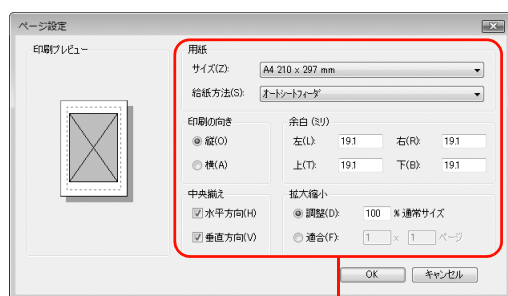 ページ設定
印刷プレビュー
用紙
サイズ(Z): A4 210 x 297 mm
給紙方法(S): オートシートフィーダ
印刷の向き
縦(O)
横(A)
余白 (ミリ)
左(L): 19.1 右(R): 19.1
上(T): 19.1 下(B): 19.1
中央揃え
水平方向(H)
垂直方向(V)
拡大縮小
調整(D): 100 % 通常サイズ
適合(F): 1 x 1 ページ
OK キャンセル